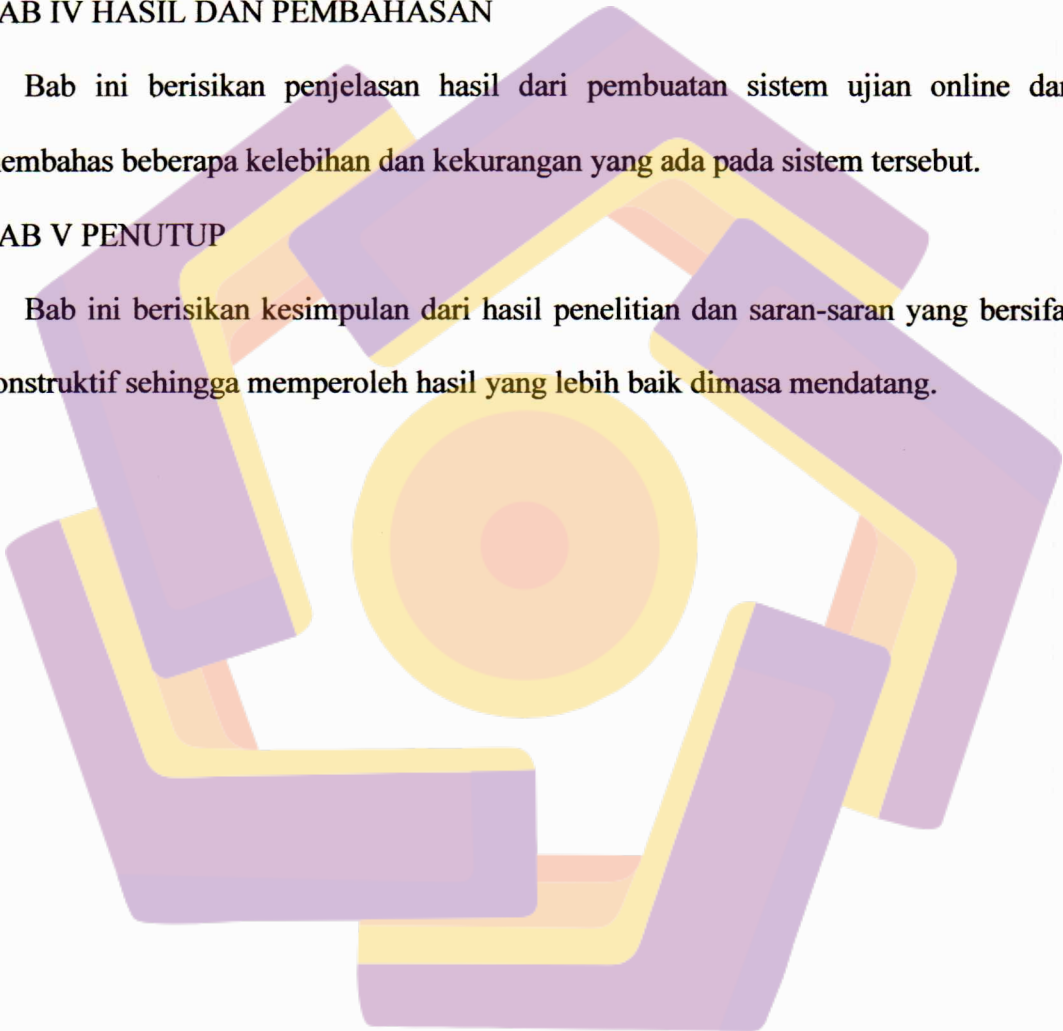 AB IV HASIL DAN PEMBAHASAN
Bab ini berisikan penjelasan hasil dari pembuatan sistem ujian online dan
embahas beberapa kelebihan dan kekurangan yang ada pada sistem tersebut.
AB V PENUTUP
Bab ini berisikan kesimpulan dari hasil penelitian dan saran-saran yang bersifa
onstruktif sehingga memperoleh hasil yang lebih baik dimasa mendatang.